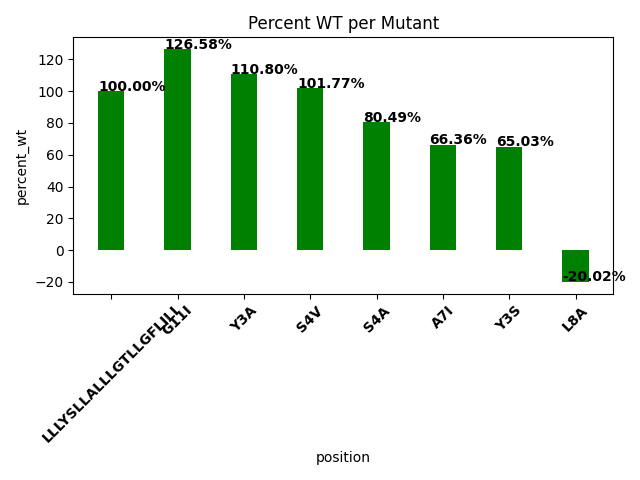 Percent WT per Mutant
percent_wt
120
100
80
60
40
20
0
−20
100.00%
126.58%
110.80%
101.77%
80.49%
66.36%
65.03%
-20.02%
G11I
Y3A
S4V
S4A
A7I
Y3S
L8A
position